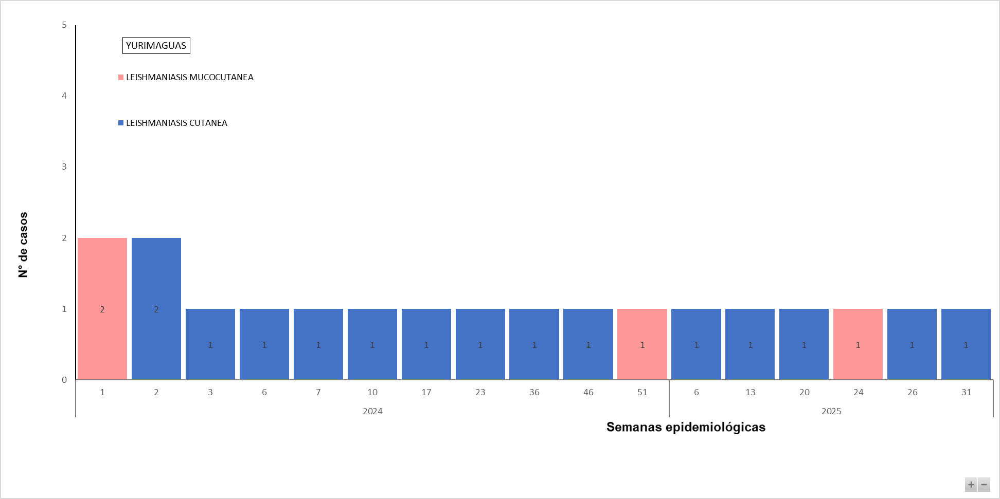 5
YURIMAGUAS
LEISHMANIASIS MUCOCUTANEA
4
LEISHMANIASIS CUTANEA
3
N° de casos
2
1
0
2 2 1 1 1 1 1 1 1 1 1 1 1 1 1 1 1
1 2 3 6 7 10 17 23 36 46 51 6 13 20 24 26 31
2024 2025
Semanas epidemiológicas
+ −